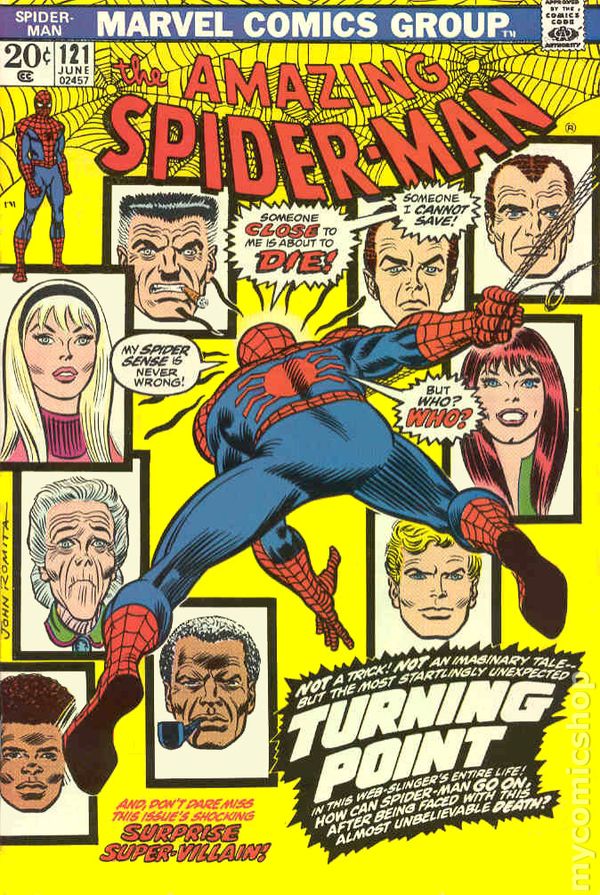 SPIDER-
MAN
MARVEL COMICS GROUP™
APPROVED
BY THE
COMICS
CODE
AUTHORITY
20¢
CC
121
JUNE
02457
the AMAZING
SPIDER-MAN
®
TM
SOMEONE
CLOSE TO
ME IS ABOUT TO
DIE!
SOMEONE
I CANNOT
SAVE!
MY SPIDER
SENSE IS
NEVER
WRONG!
BUT
WHO?
WHO?
JOHN ROMITA
NOT A TRICK! NOT AN IMAGINARY TALE--
BUT THE MOST STARTLINGLY UNEXPECTED
TURNING
POINT
IN THIS WEB-SLINGER'S ENTIRE LIFE!
HOW CAN SPIDER-MAN GO ON,
AFTER BEING FACED WITH THIS
ALMOST UNBELIEVABLE DEATH?
AND, DON'T DARE MISS
THIS ISSUE'S SHOCKING
SURPRISE
SUPER-VILLAIN!
mycomicshop